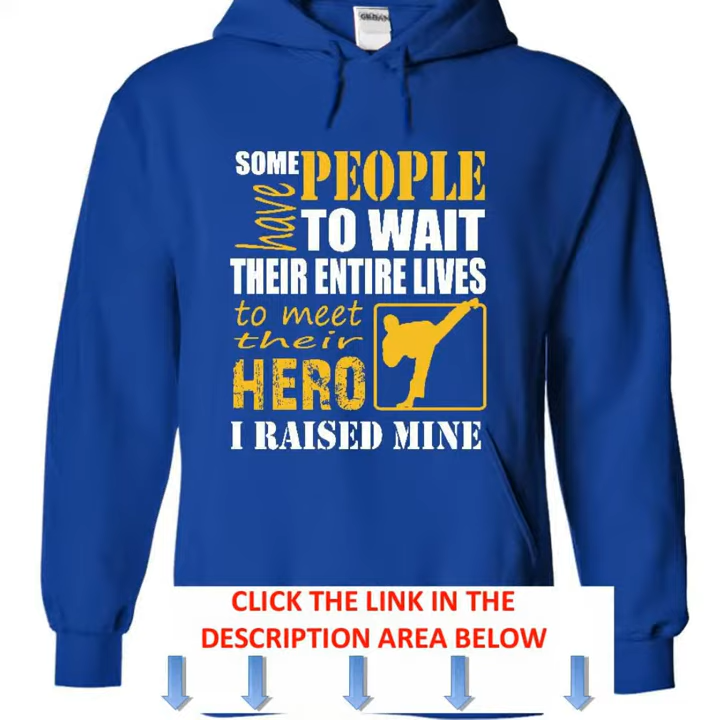 GILDAN
SOME PEOPLE
have TO WAIT
THEIR ENTIRE LIVES
to meet
their
HERO
I RAISED MINE
CLICK THE LINK IN THE
DESCRIPTION AREA BELOW